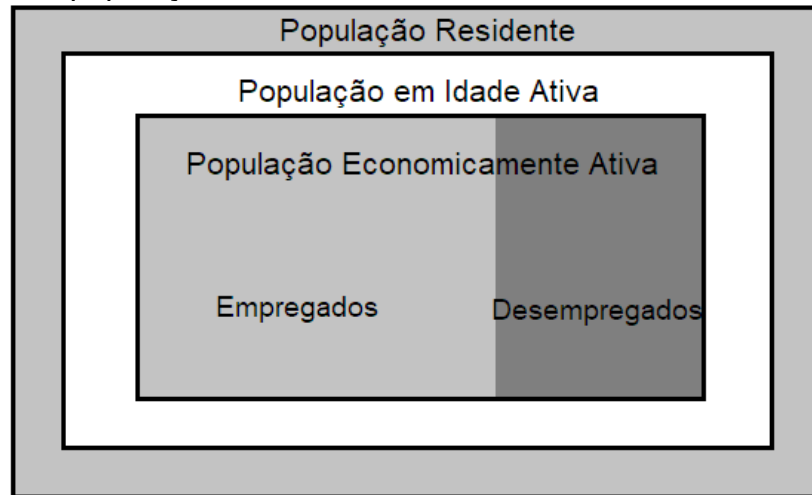 População Residente
População em Idade Ativa
População Economicamente Ativa
Empregados
Desempregados